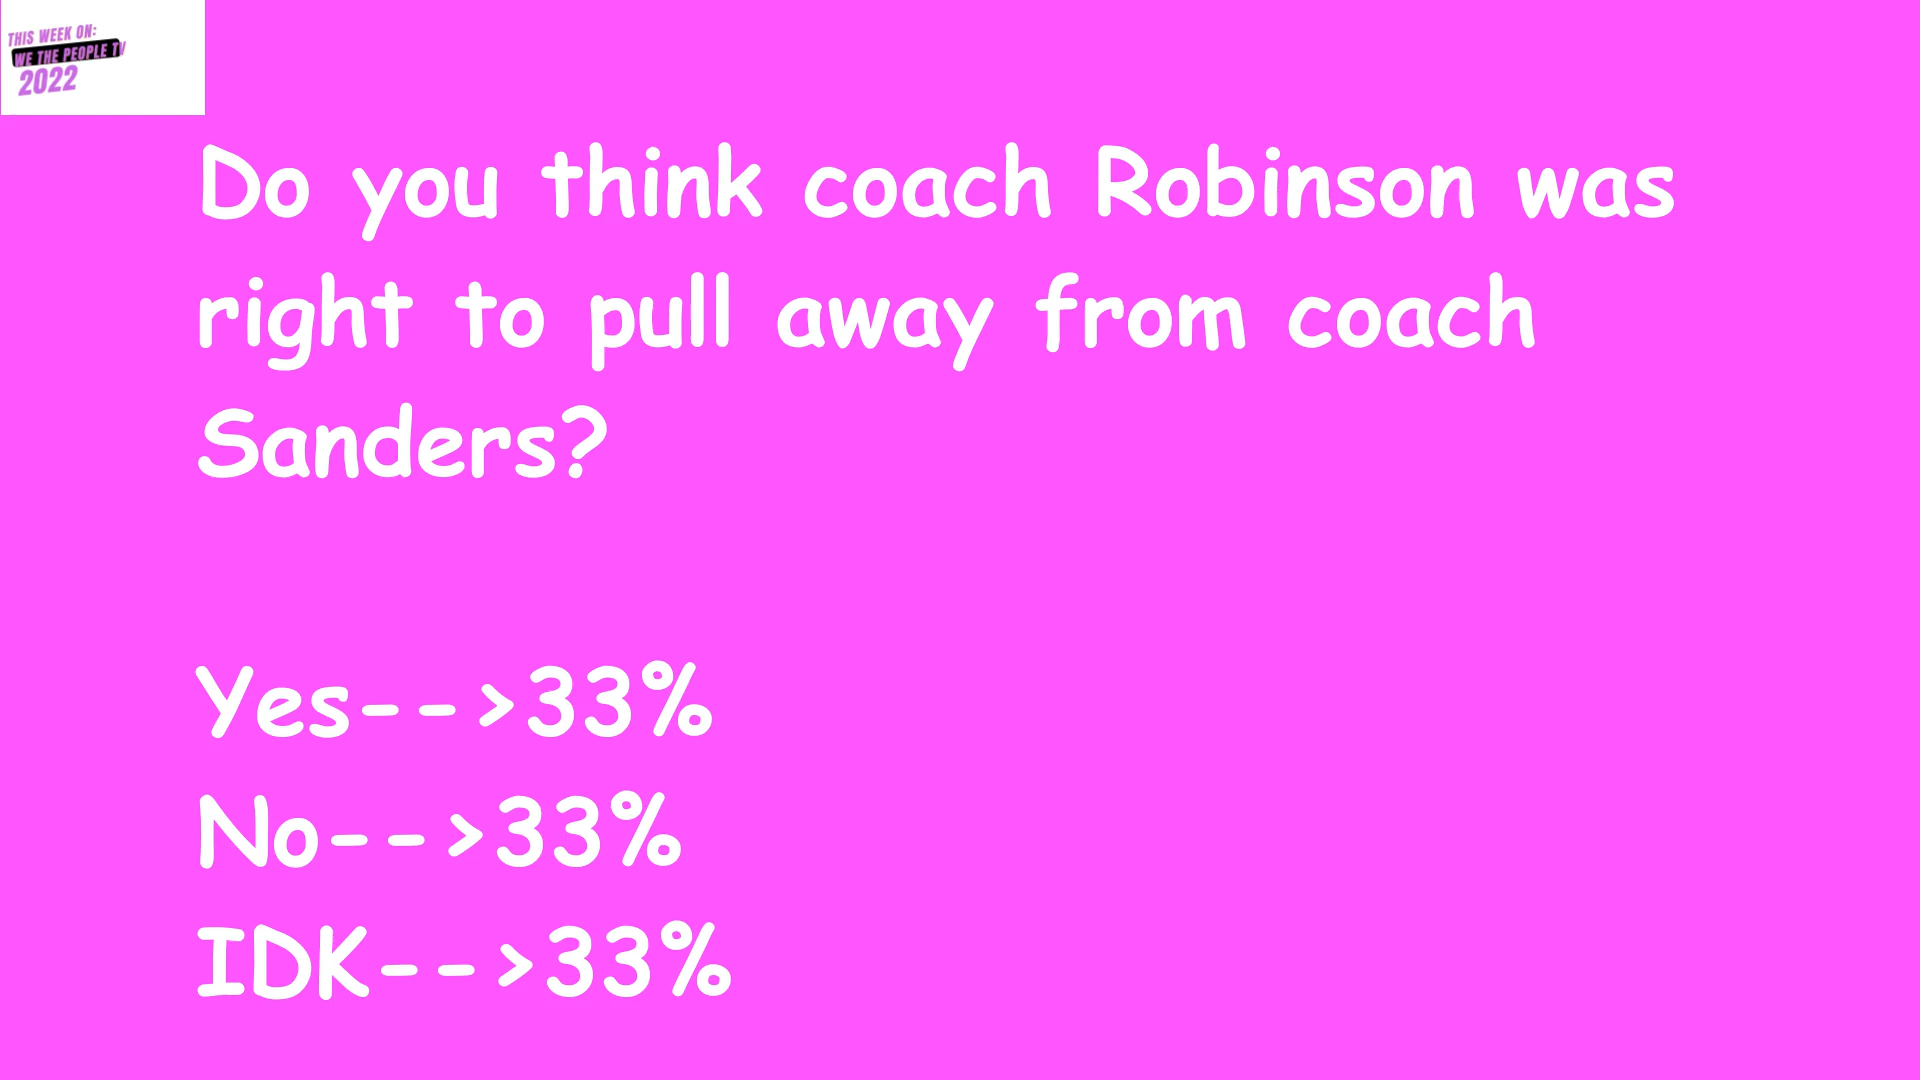 THIS WEEK ON:
WE THE PEOPLE TV
2022
Do you think coach Robinson was
right to pull away from coach
Sanders?
Yes-->33%
No-->33%
IDK-->33%